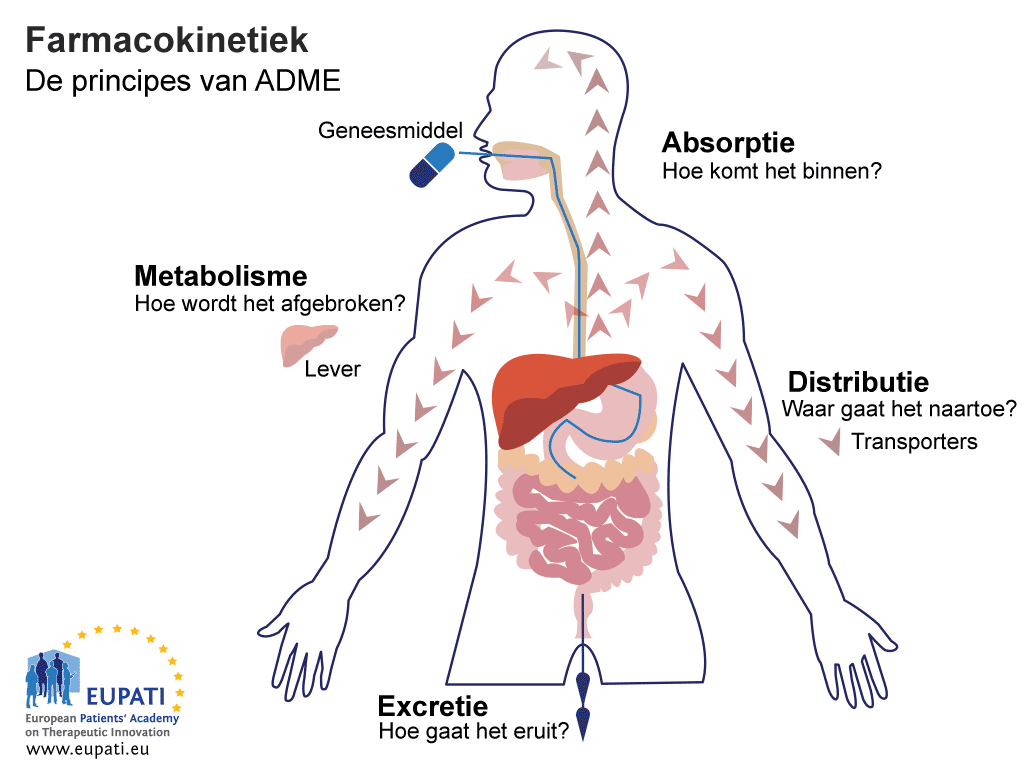 Farmacokinetiek
De principes van ADME
Geneesmiddel
Absorptie
Hoe komt het binnen?
Metabolisme
Hoe wordt het afgebroken?
Lever
Distributie
Waar gaat het naartoe?
Transporters
Excretie
Hoe gaat het eruit?
EUPATI
European Patients' Academy
on Therapeutic Innovation
www.eupati.eu